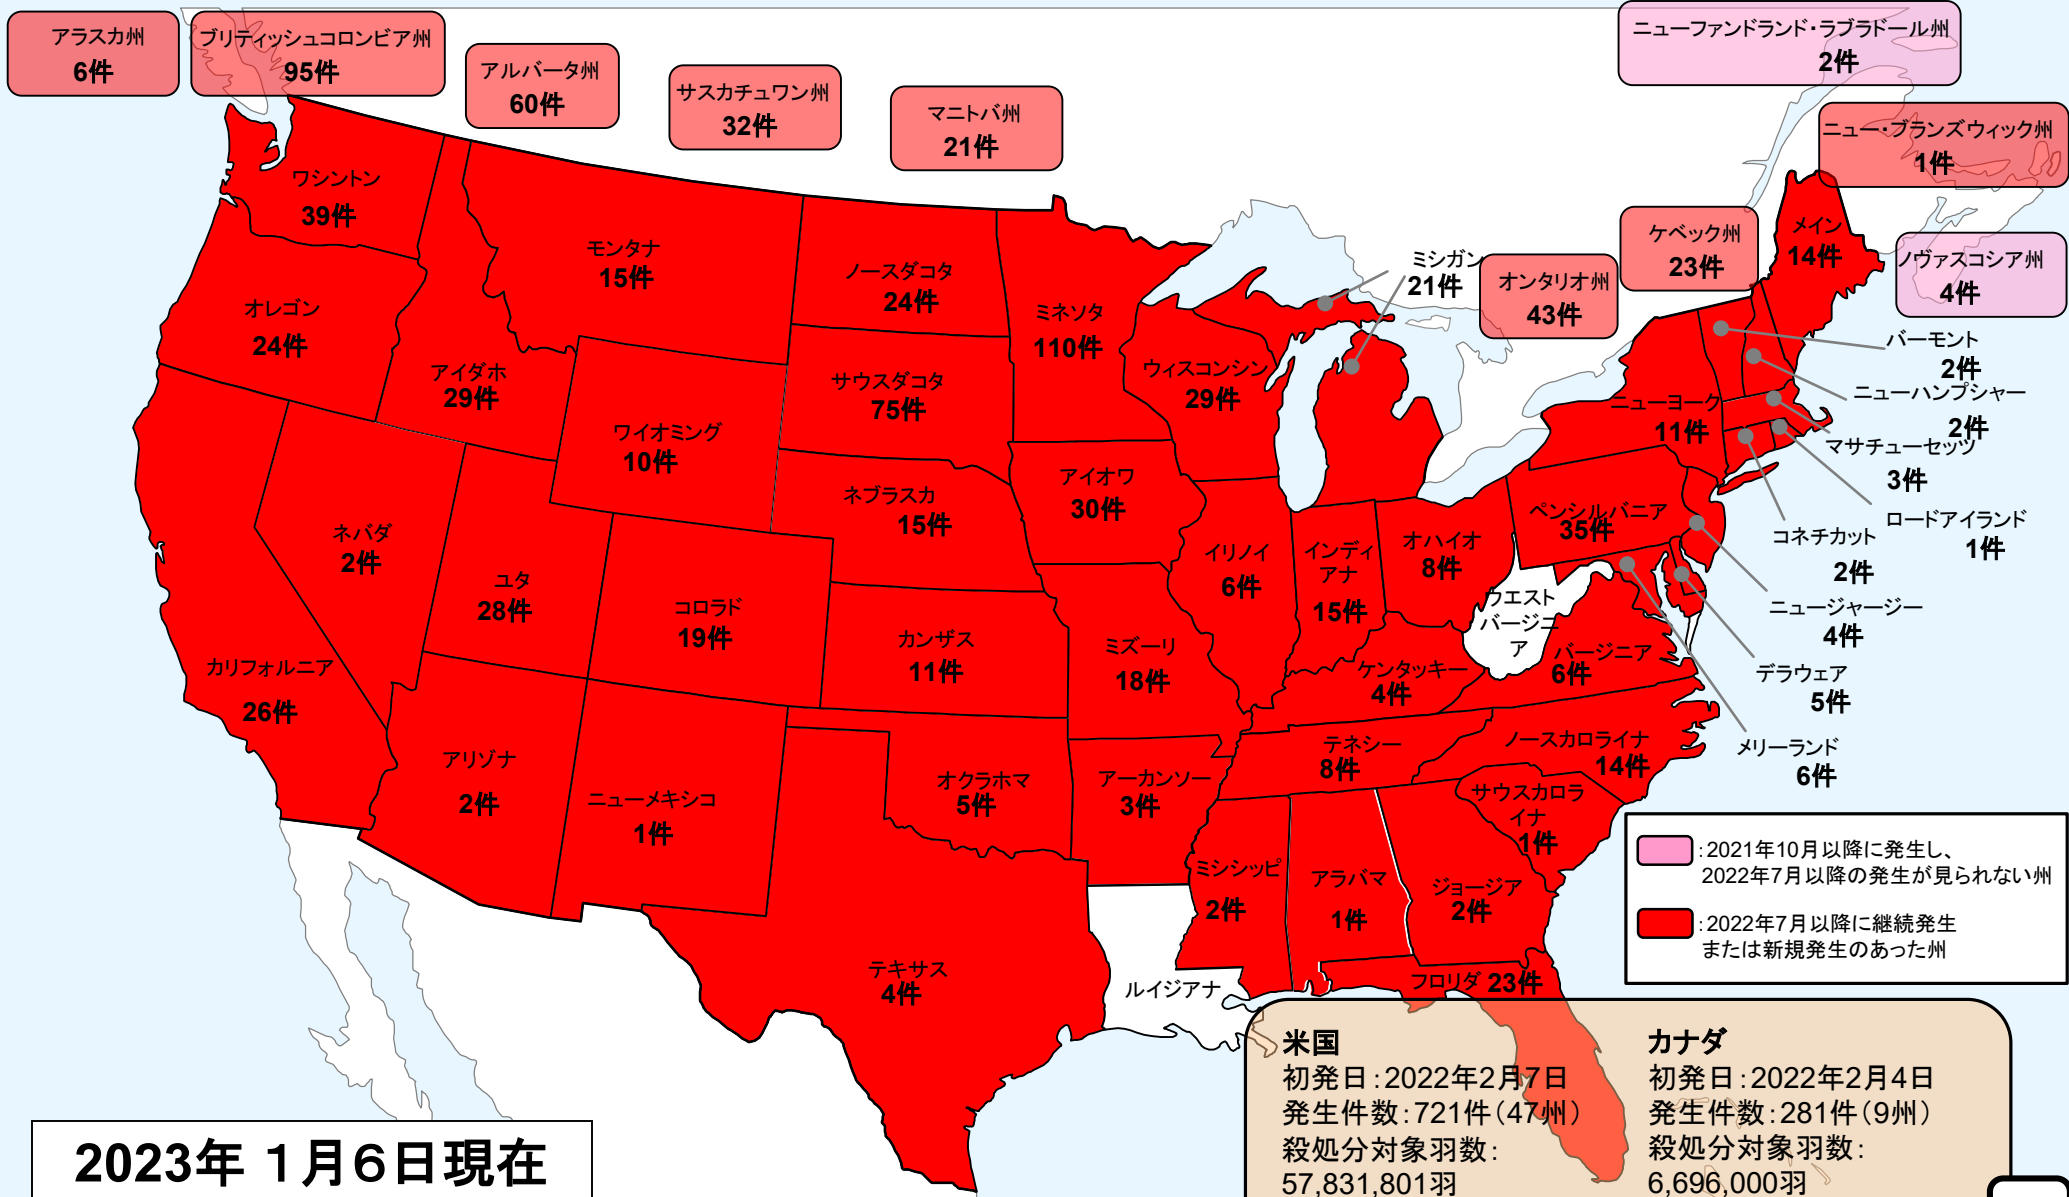 アラスカ州
6件
ブリティッシュコロンビア州
95件
アルバータ州
60件
サスカチュワン州
32件
マニトバ州
21件
ニューファンドランド・ラブラドール州
2件
ニュー・ブランズウィック州
1件
ケベック州
23件
オンタリオ州
43件
ノヴァスコシア州
4件
ワシントン
39件
モンタナ
15件
ノースダコタ
24件
ミネソタ
110件
ミシガン
21件
メイン
14件
オレゴン
24件
アイダホ
29件
ワイオミング
10件
サウスダコタ
75件
ウィスコンシン
29件
ニューヨーク
11件
バーモント
2件
ニューハンプシャー
2件
マサチューセッツ
3件
ロードアイランド
1件
コネチカット
2件
ニュージャージー
4件
デラウェア
5件
メリーランド
6件
ネバダ
2件
ユタ
28件
コロラド
19件
ネブラスカ
15件
アイオワ
30件
イリノイ
6件
インディ
アナ
15件
オハイオ
8件
ペンシルバニア
35件
ウエスト
バージニ
ア
バージニア
6件
カリフォルニア
26件
カンザス
11件
ミズーリ
18件
ケンタッキー
4件
アリゾナ
2件
ニューメキシコ
1件
オクラホマ
5件
アーカンソー
3件
テネシー
8件
ノースカロライナ
14件
サウスカロラ
イナ
1件
ミシシッピ
2件
アラバマ
1件
ジョージア
2件
テキサス
4件
ルイジアナ
フロリダ 23件
:2021年10月以降に発生し、
2022年7月以降の発生が見られない州
:2022年7月以降に継続発生
または新規発生のあった州
米国
初発日:2022年2月7日
発生件数:721件(47州)
殺処分対象羽数:
57,831,801羽
カナダ
初発日:2022年2月4日
発生件数:281件(9州)
殺処分対象羽数:
6,696,000羽
2023年 1月6日現在